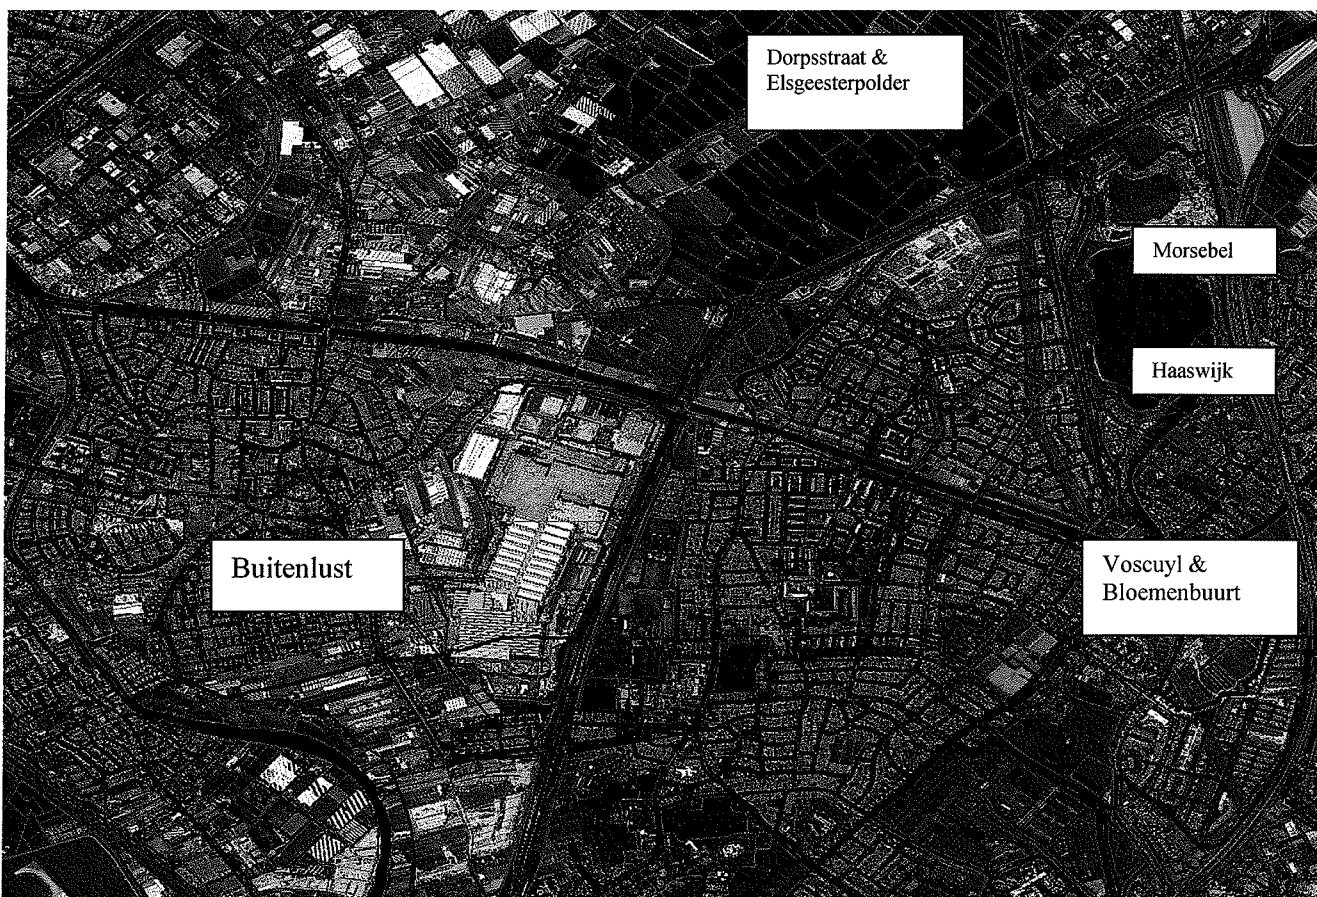 Dorpsstraat &
Elsgeesterpolder
Morsebel
Haaswijk
Buitenlust
Voscuyl &
Bloemenbuurt